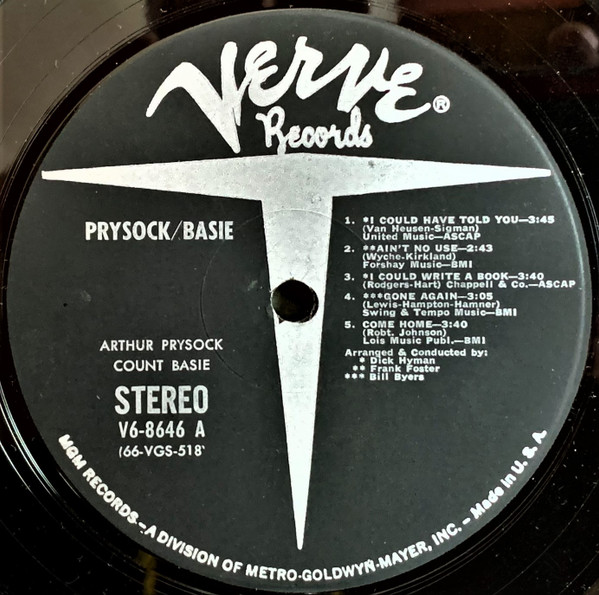 Verve®
Records
PRYSOCK/BASIE
ARTHUR PRYSOCK
COUNT BASIE
STEREO
V6-8646 A
(66-VGS-518)
1. *I COULD HAVE TOLD YOU—3:45
(Van Heusen-Sigman)
United Music—ASCAP
2. **AIN'T NO USE—2:43
(Wyche-Kirkland)
Forshay Music—BMI
3. *I COULD WRITE A BOOK—3:40
(Rodgers-Hart) Chappell & Co.—ASCAP
4. ***GONE AGAIN—3:05
(Lewis-Hampton-Hamner)
Swing & Tempo Music—BMI
5. COME HOME—3:40
(Robt. Johnson)
Lois Music Publ.—BMI
Arranged & Conducted by:
* Dick Hyman
** Frank Foster
*** Bill Byers
MGM RECORDS—A DIVISION OF METRO-GOLDWYN-MAYER, INC. – Made in U. S. A.